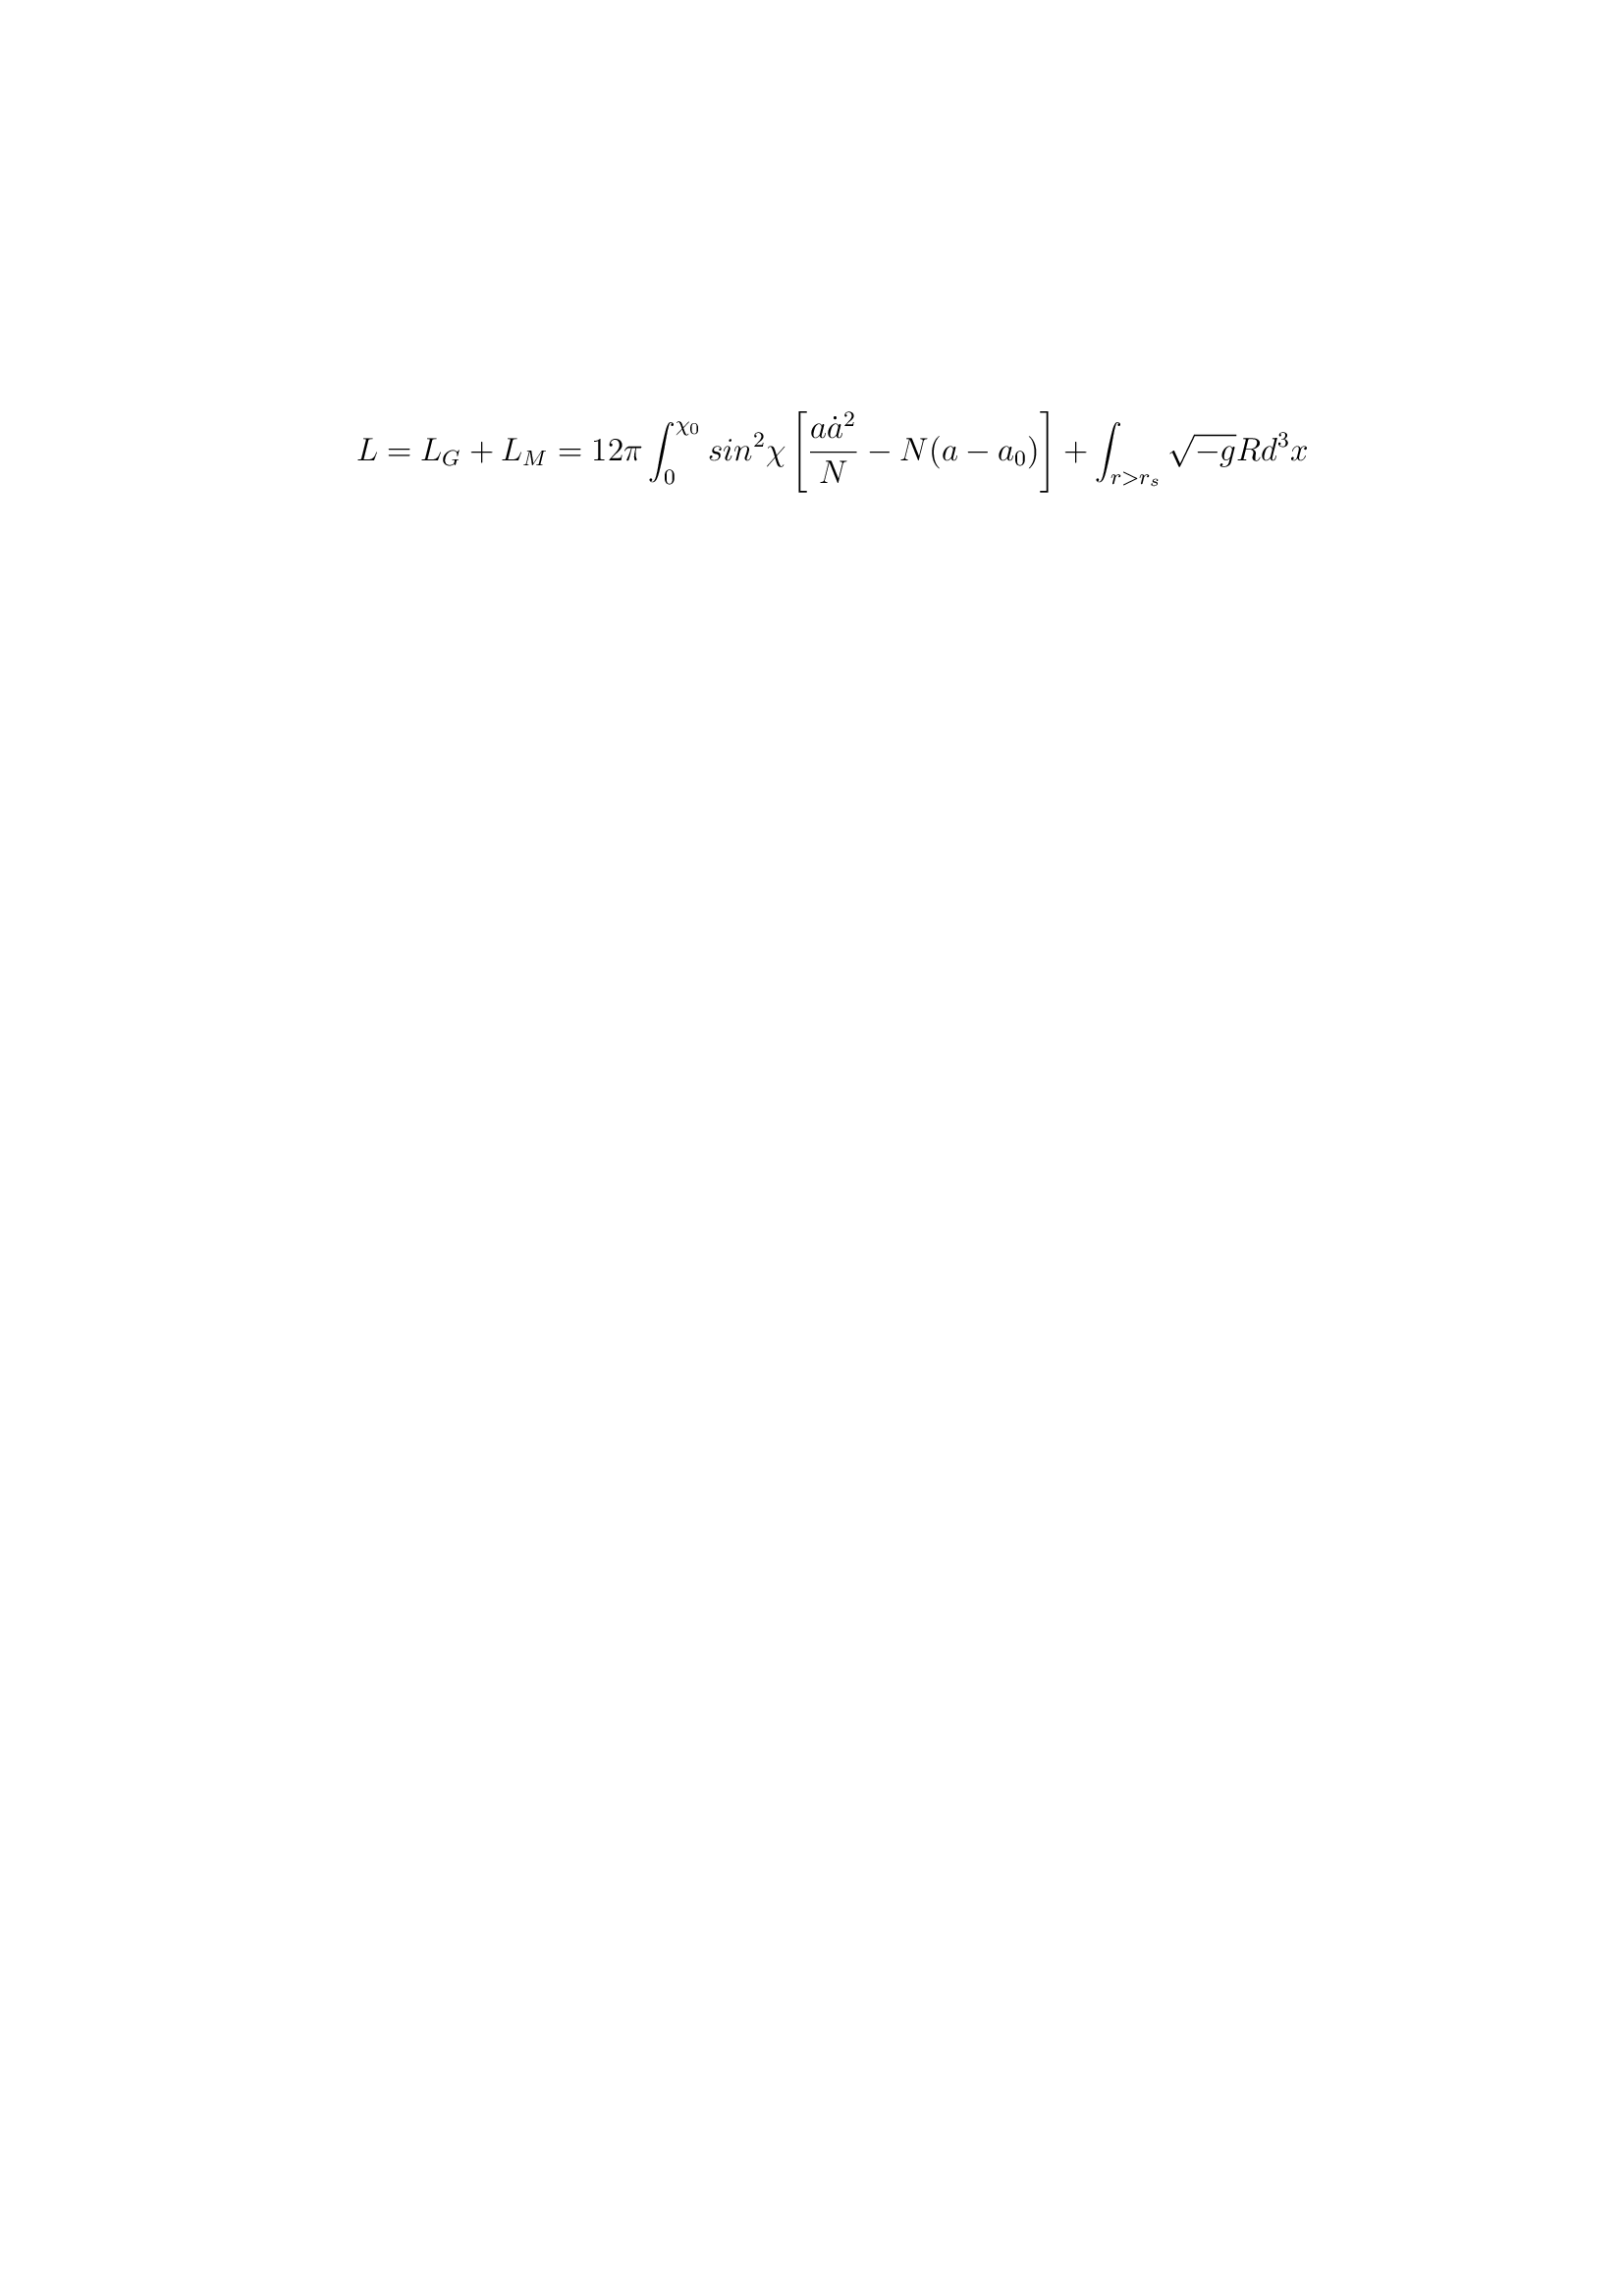 $L = L_G + L_M = 12\pi \int_0^{\chi_0} sin^2\chi \left[ \frac{a\dot{a}^2}{N} - N(a - a_0) \right] + \int_{r>r_s} \sqrt{-g} R d^3x$